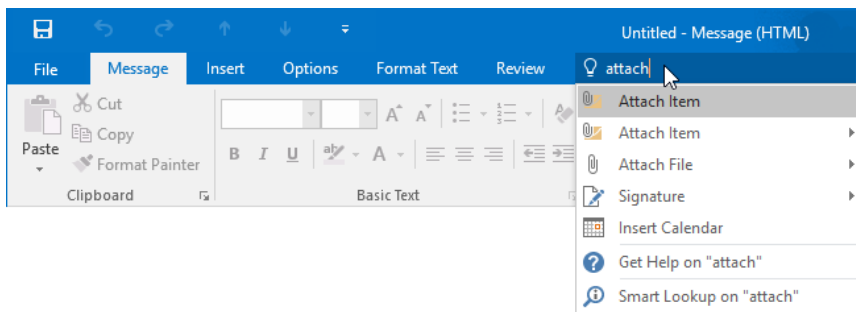 Untitled - Message (HTML)
File Message Insert Options Format Text Review attach
Cut
Copy
Paste
Format Painter
B I U A
Clipboard Basic Text
Attach Item
Attach Item
Attach File
Signature
Insert Calendar
Get Help on "attach"
Smart Lookup on "attach"